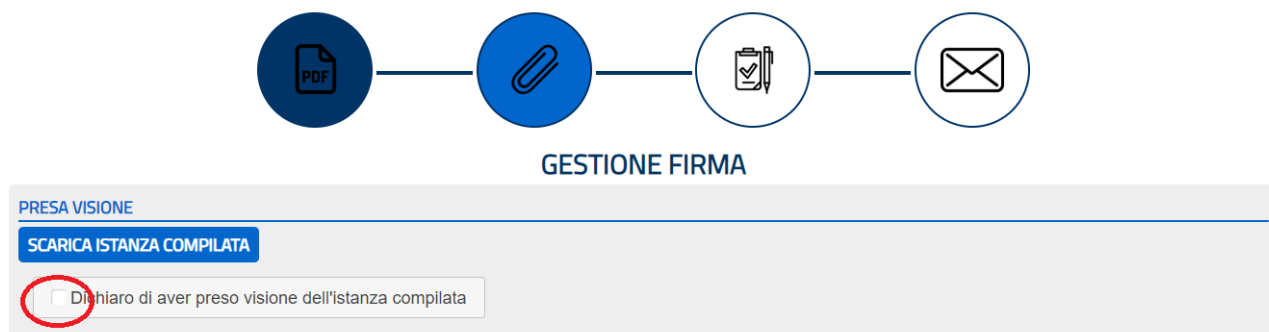 PDF
GESTIONE FIRMA
PRESA VISIONE
SCARICA ISTANZA COMPILATA
Dichiaro di aver preso visione dell'istanza compilata